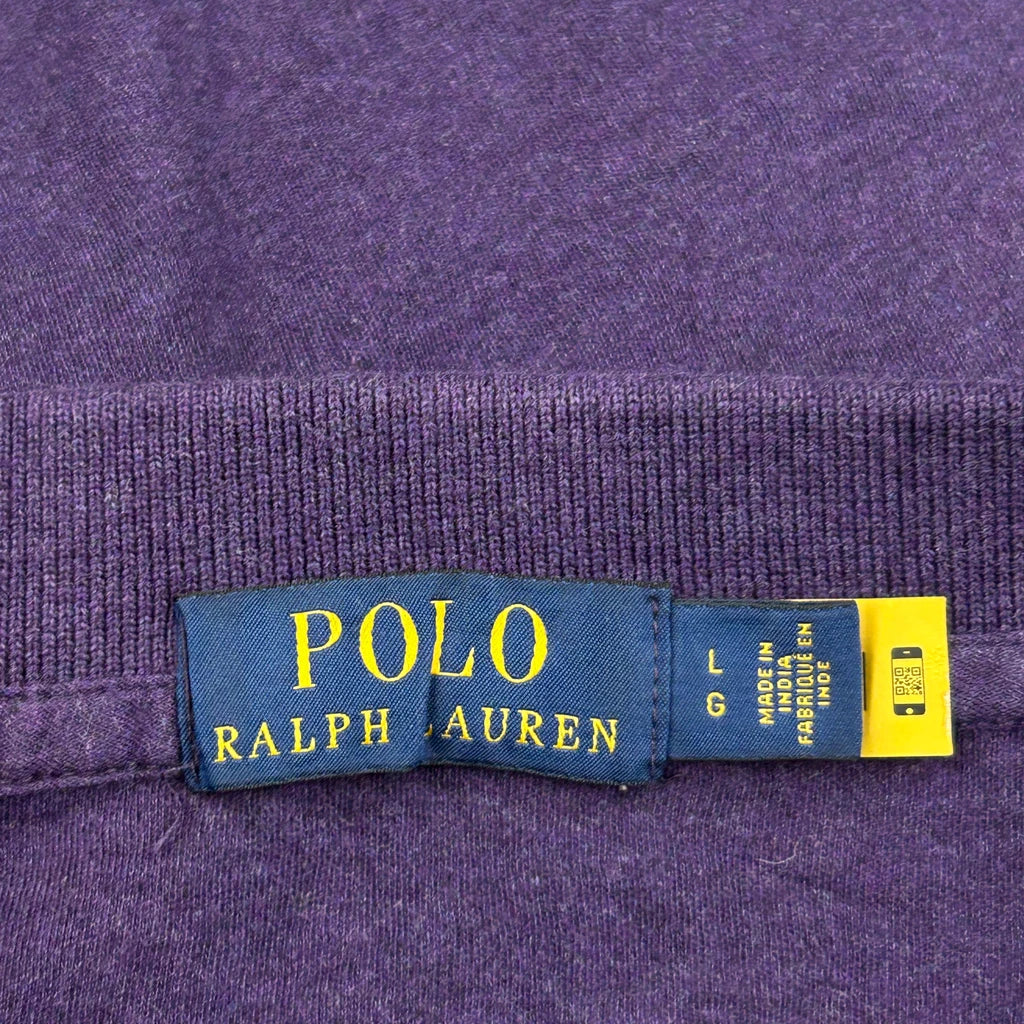 POLO
RALPH LAUREN
L
G
MADE IN
INDIA
FABRIQUÉ EN
INDE